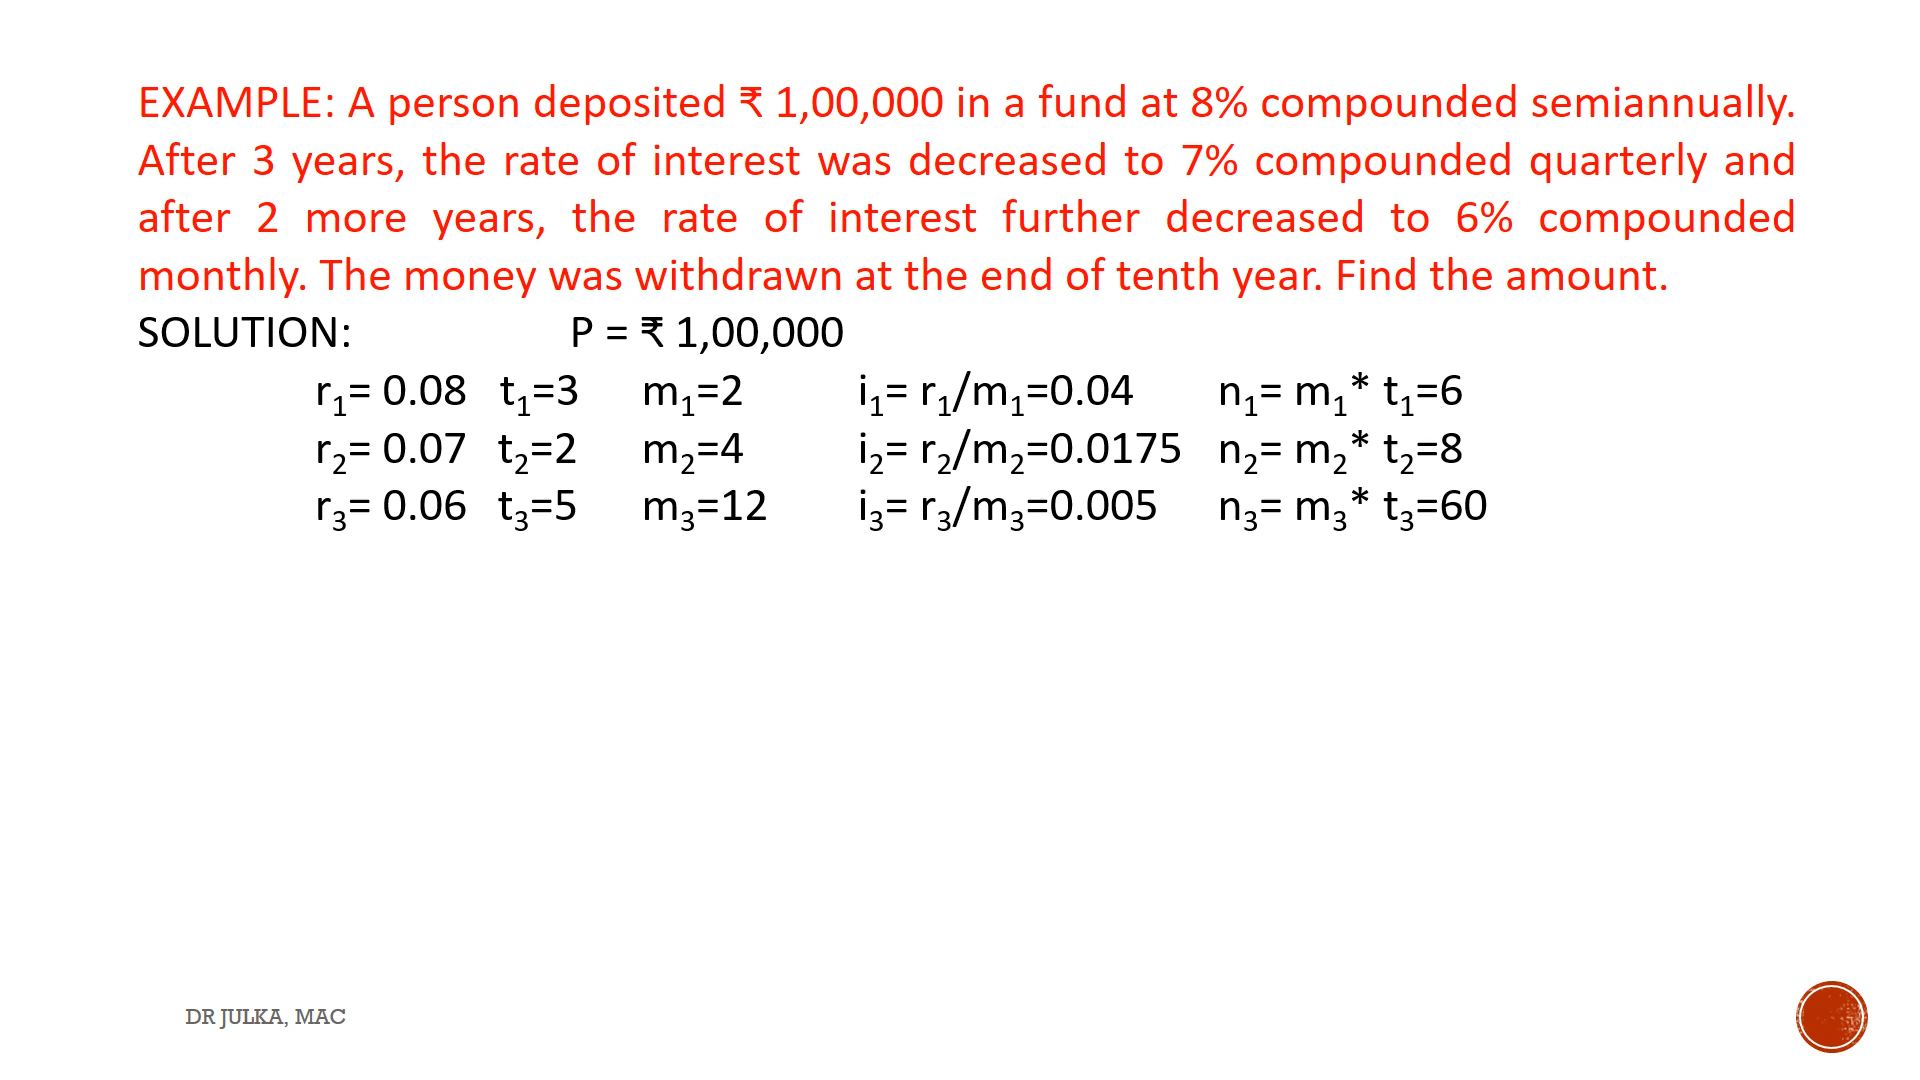 EXAMPLE: A person deposited ₹ 1,00,000 in a fund at 8% compounded semiannually.
After 3 years, the rate of interest was decreased to 7% compounded quarterly and
after 2 more years, the rate of interest further decreased to 6% compounded
monthly. The money was withdrawn at the end of tenth year. Find the amount.
SOLUTION: P = ₹ 1,00,000
r₁= 0.08 t₁=3 m₁=2 i₁= r₁/m₁=0.04 n₁= m₁* t₁=6
r₂= 0.07 t₂=2 m₂=4 i₂= r₂/m₂=0.0175 n₂= m₂* t₂=8
r₃= 0.06 t₃=5 m₃=12 i₃= r₃/m₃=0.005 n₃= m₃* t₃=60
DR JULKA, MAC